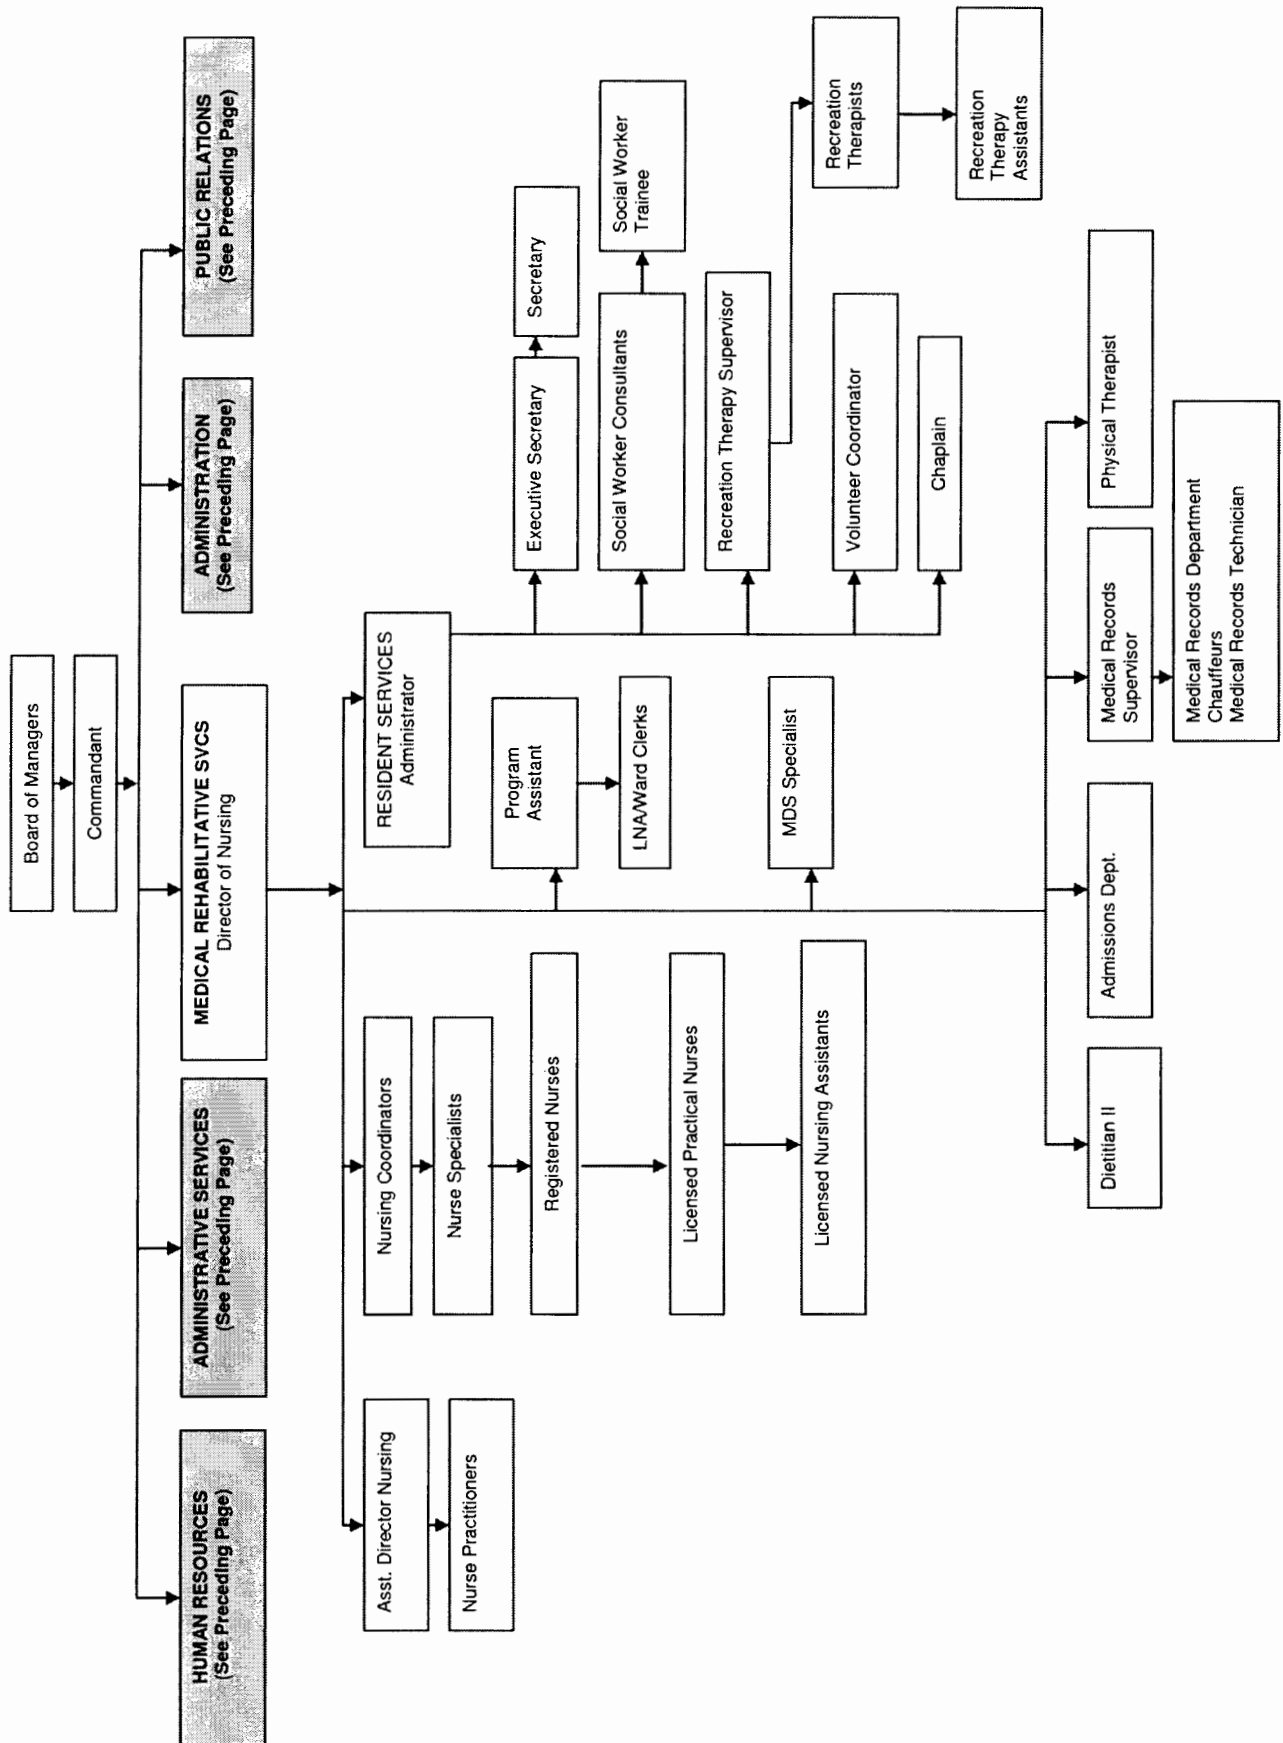 Board of Managers
Commandant
HUMAN RESOURCES
(See Preceding Page)
ADMINISTRATIVE SERVICES
(See Preceding Page)
MEDICAL REHABILITATIVE SVCS
Director of Nursing
ADMINISTRATION
(See Preceding Page)
PUBLIC RELATIONS
(See Preceding Page)
Asst. Director Nursing
Nurse Practitioners
Nursing Coordinators
Nurse Specialists
Registered Nurses
Licensed Practical Nurses
Licensed Nursing Assistants
RESIDENT SERVICES
Administrator
Program
Assistant
LNA/Ward Clerks
MDS Specialist
Executive Secretary
Secretary
Social Worker Consultants
Social Worker
Trainee
Recreation Therapy Supervisor
Recreation
Therapists
Recreation
Therapy
Assistants
Volunteer Coordinator
Chaplain
Dietitian II
Admissions Dept.
Medical Records
Supervisor
Medical Records Department
Chauffeurs
Medical Records Technician
Physical Therapist